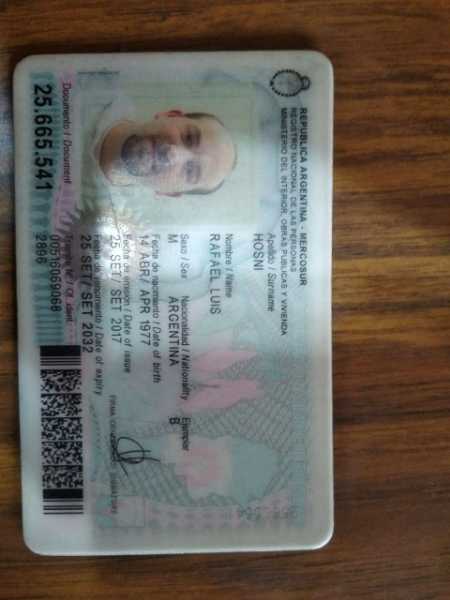 REPUBLICA ARGENTINA - MERCOSUR
REGISTRO NACIONAL DE LAS PERSONAS
MINISTERIO DEL INTERIOR, OBRAS PUBLICAS Y VIVIENDA
Apellido / Surname
HOSNI
Nombre / Name
RAFAEL LUIS
Sexo / Sex Nacionalidad / Nationality Ejemplar
M ARGENTINA B
Fecha de nacimiento / Date of birth
14 ABR/ APR 1977
Fecha de emisión / Date of issue
25 SET/ SET 2017
Fecha de vencimiento / Date of expiry
25 SET/ SET 2032
FIRMA
Trámite N° / Of. ident.
Documento / Document
25.665.541